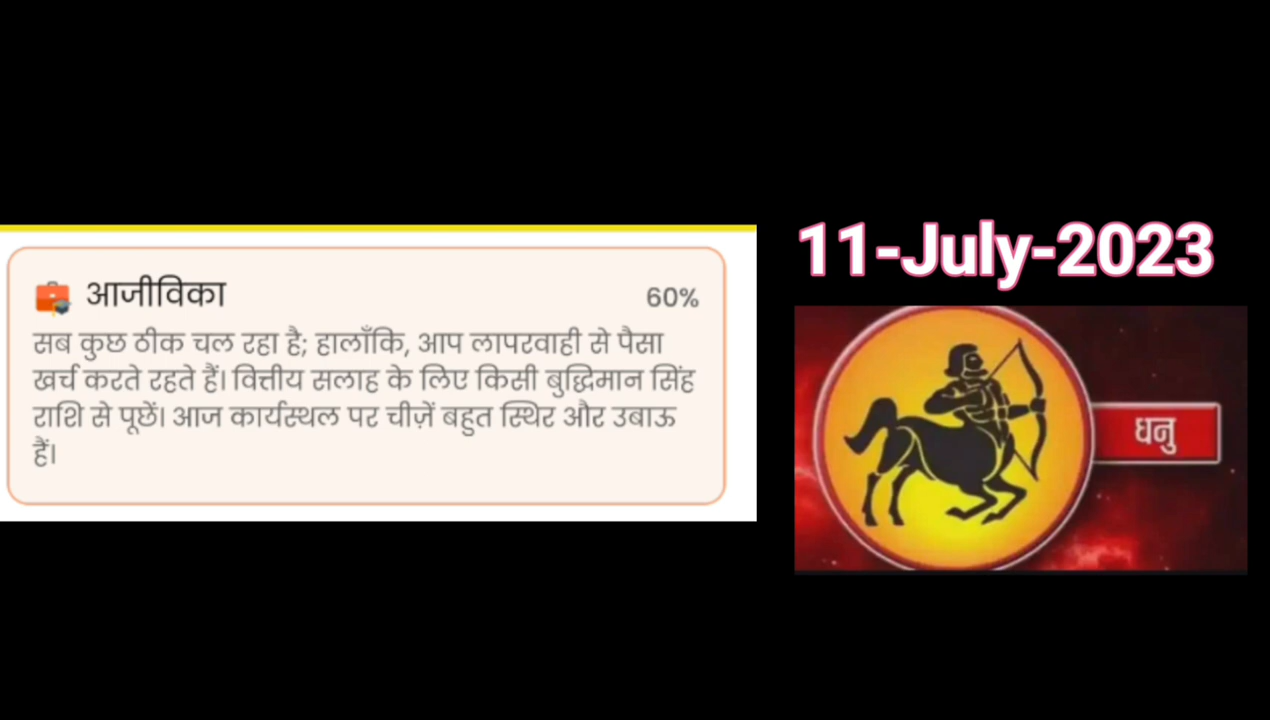 11-July-2023
आजीविका
60%
सब कुछ ठीक चल रहा है; हालाँकि, आप लापरवाही से पैसा
खर्च करते रहते हैं। वित्तीय सलाह के लिए किसी बुद्धिमान सिंह
राशि से पूछें। आज कार्यस्थल पर चीज़ें बहुत स्थिर और उबाऊ
हैं।
धनु